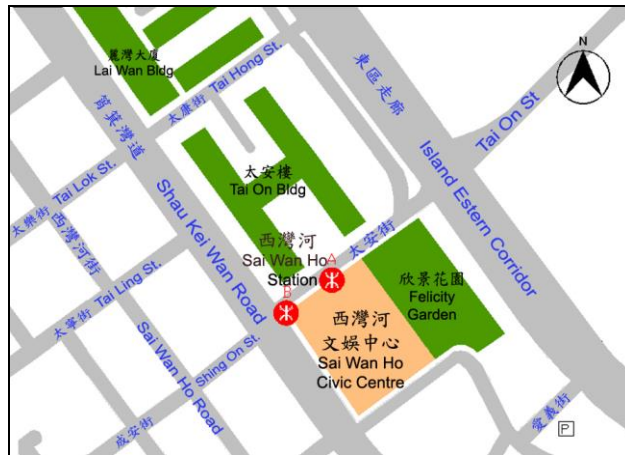 麗灣大廈
Lai Wan Bldg
太康街 Tai Hong St.
東區走廊
Island Estern Corridor
N
Tai On St
筲箕灣道
Shau Kei Wan Road
太安樓
Tai On Bldg
太樂街 Tai Lok St.
西灣河街
Sai Wan Ho Road
太寧街 Tai Ling St.
西灣河
Sai Wan Ho
Station
A
B
太安街
欣景花園
Felicity
Garden
西灣河
文娛中心
Sai Wan Ho
Civic Centre
成安街 Shing On St.
愛義街
P